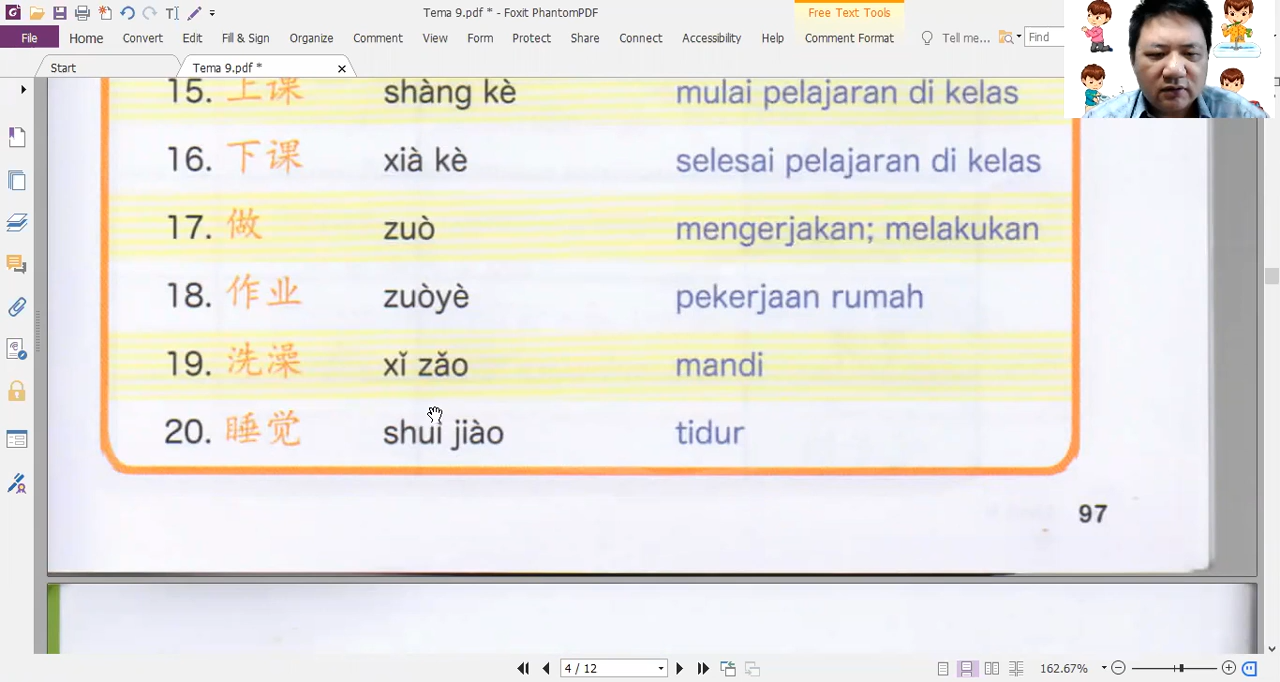 Tema 9.pdf * - Foxit PhantomPDF
Free Text Tools
File Home Convert Edit Fill & Sign Organize Comment View Form Protect Share Connect Accessibility Help Comment Format Tell me... Find
Start Tema 9.pdf *
15. 上课 shàng kè mulai pelajaran di kelas
16. 下课 xià kè selesai pelajaran di kelas
17. 做 zuò mengerjakan; melakukan
18. 作业 zuòyè pekerjaan rumah
19. 洗澡 xǐ zǎo mandi
20. 睡觉 shuì jiào tidur
97
4 / 12
162.67%